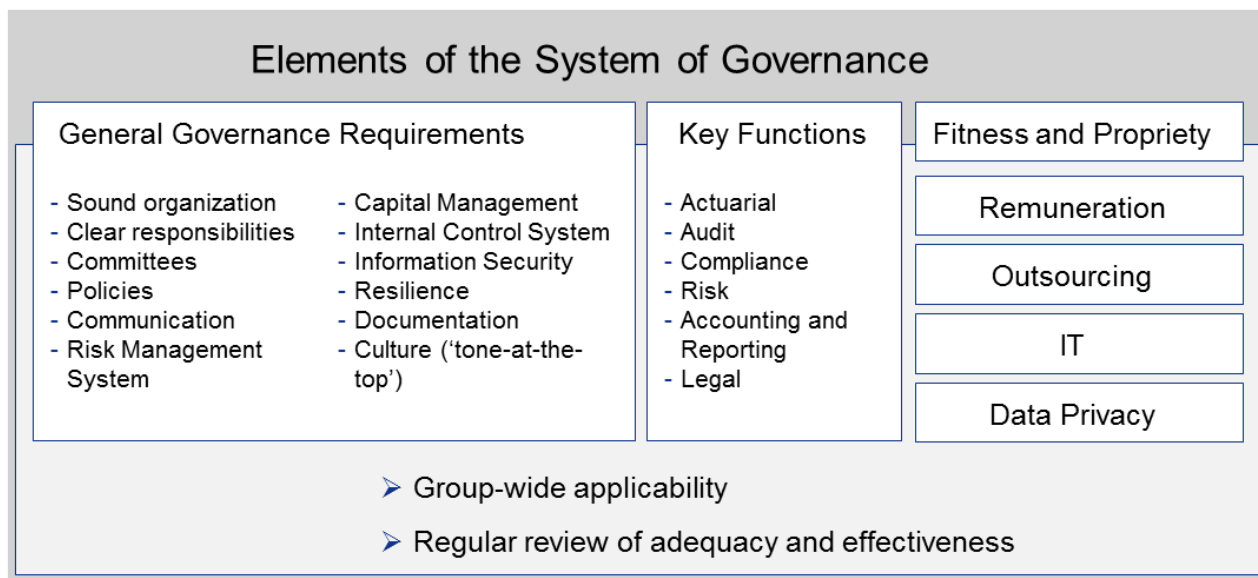 Elements of the System of Governance
General Governance Requirements
- Sound organization
- Clear responsibilities
- Committees
- Policies
- Communication
- Risk Management
System
- Capital Management
- Internal Control System
- Information Security
- Resilience
- Documentation
- Culture (‘tone-at-the-
top’)
Key Functions
- Actuarial
- Audit
- Compliance
- Risk
- Accounting and
Reporting
- Legal
Fitness and Propriety
Remuneration
Outsourcing
IT
Data Privacy
➢ Group-wide applicability
➢ Regular review of adequacy and effectiveness